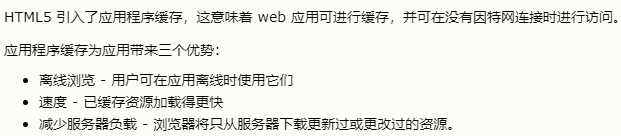 HTML5 引入了应用程序缓存，这意味着 web 应用可进行缓存，并可在没有因特网连接时进行访问。
应用程序缓存为应用带来三个优势：
• 离线浏览 - 用户可在应用离线时使用它们
• 速度 - 已缓存资源加载得更快
• 减少服务器负载 - 浏览器将只从服务器下载更新过或更改过的资源。